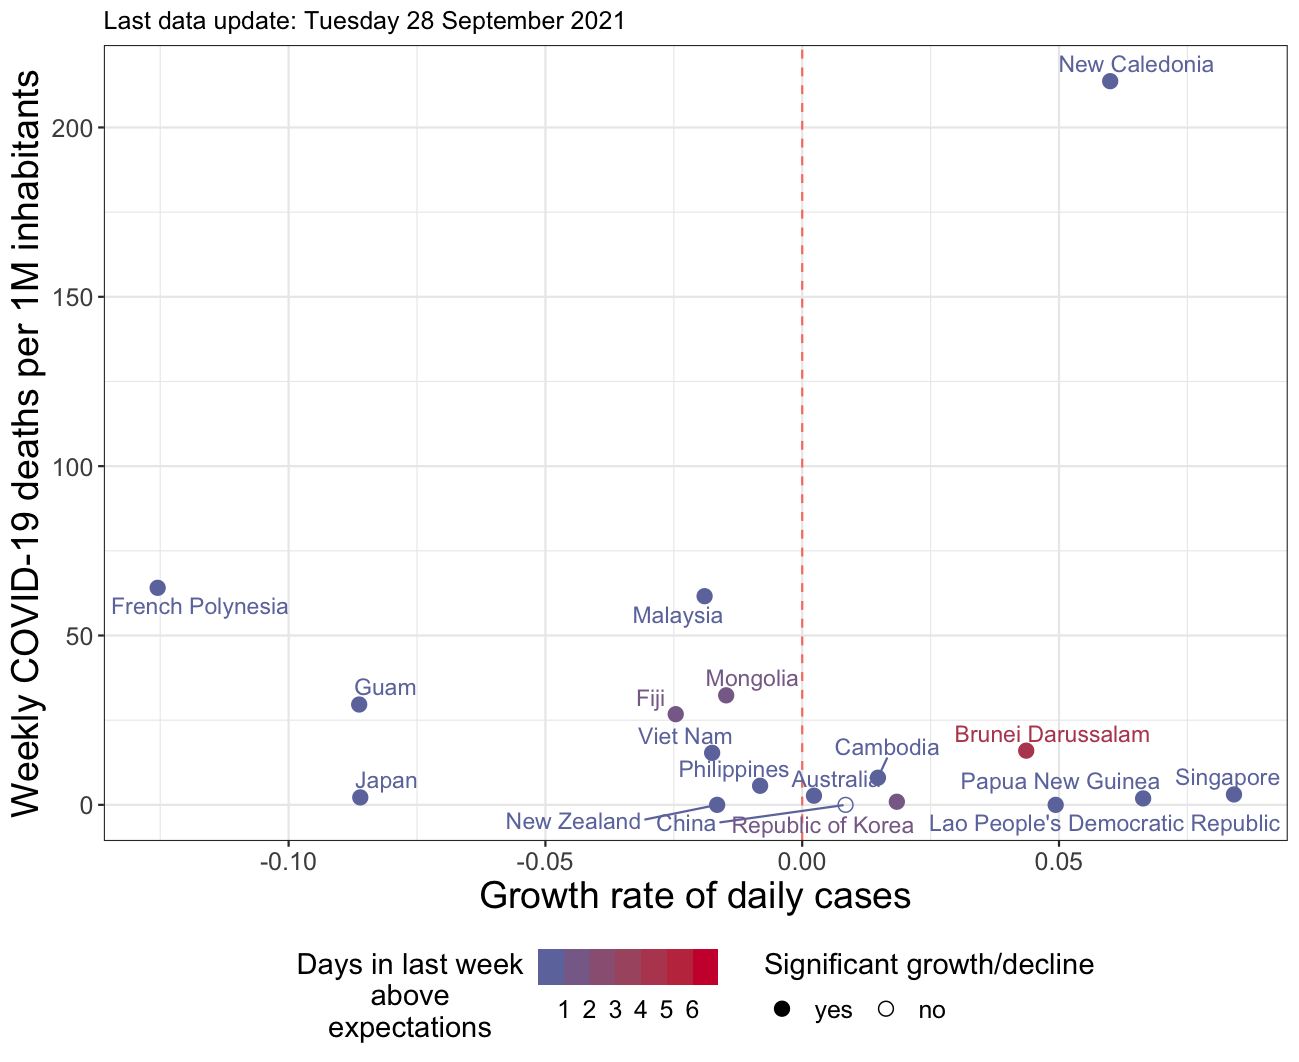 Last data update: Tuesday 28 September 2021
Weekly COVID-19 deaths per 1M inhabitants
200
150
100
50
0
New Caledonia
French Polynesia
Malaysia
Guam
Mongolia
Fiji
Viet Nam
Cambodia
Brunei Darussalam
Philippines
Australia
Japan
Papua New Guinea
Singapore
New Zealand
China
Republic of Korea
Lao People's Democratic Republic
-0.10
-0.05
0.00
0.05
Growth rate of daily cases
Days in last week
above
expectations
1 2 3 4 5 6
Significant growth/decline
yes
no